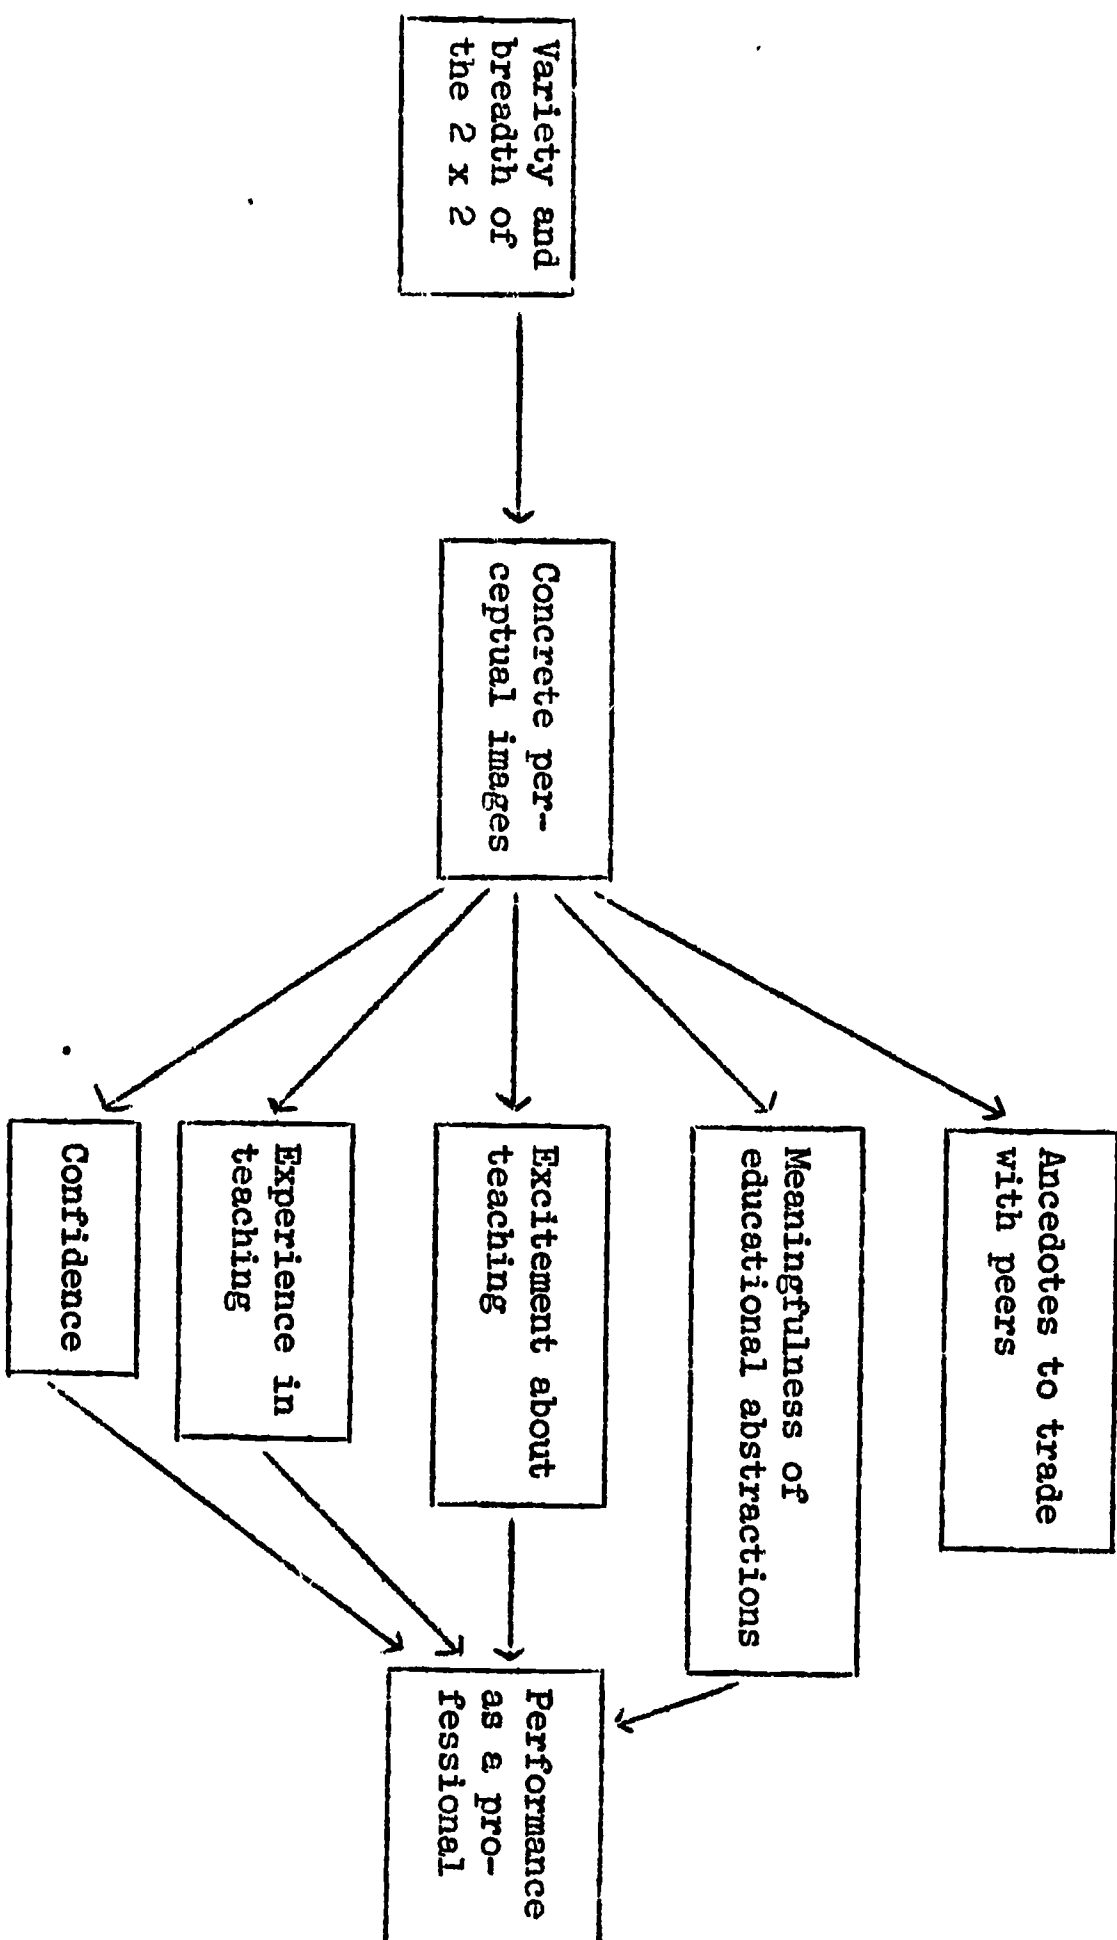 Variety and
breadth of
the 2 x 2
Concrete per-
ceptual images
Ancedotes to trade
with peers
Meaningfulness of
educational abstractions
Excitement about
teaching
Experience in
teaching
Confidence
Performance
as a pro-
fessional